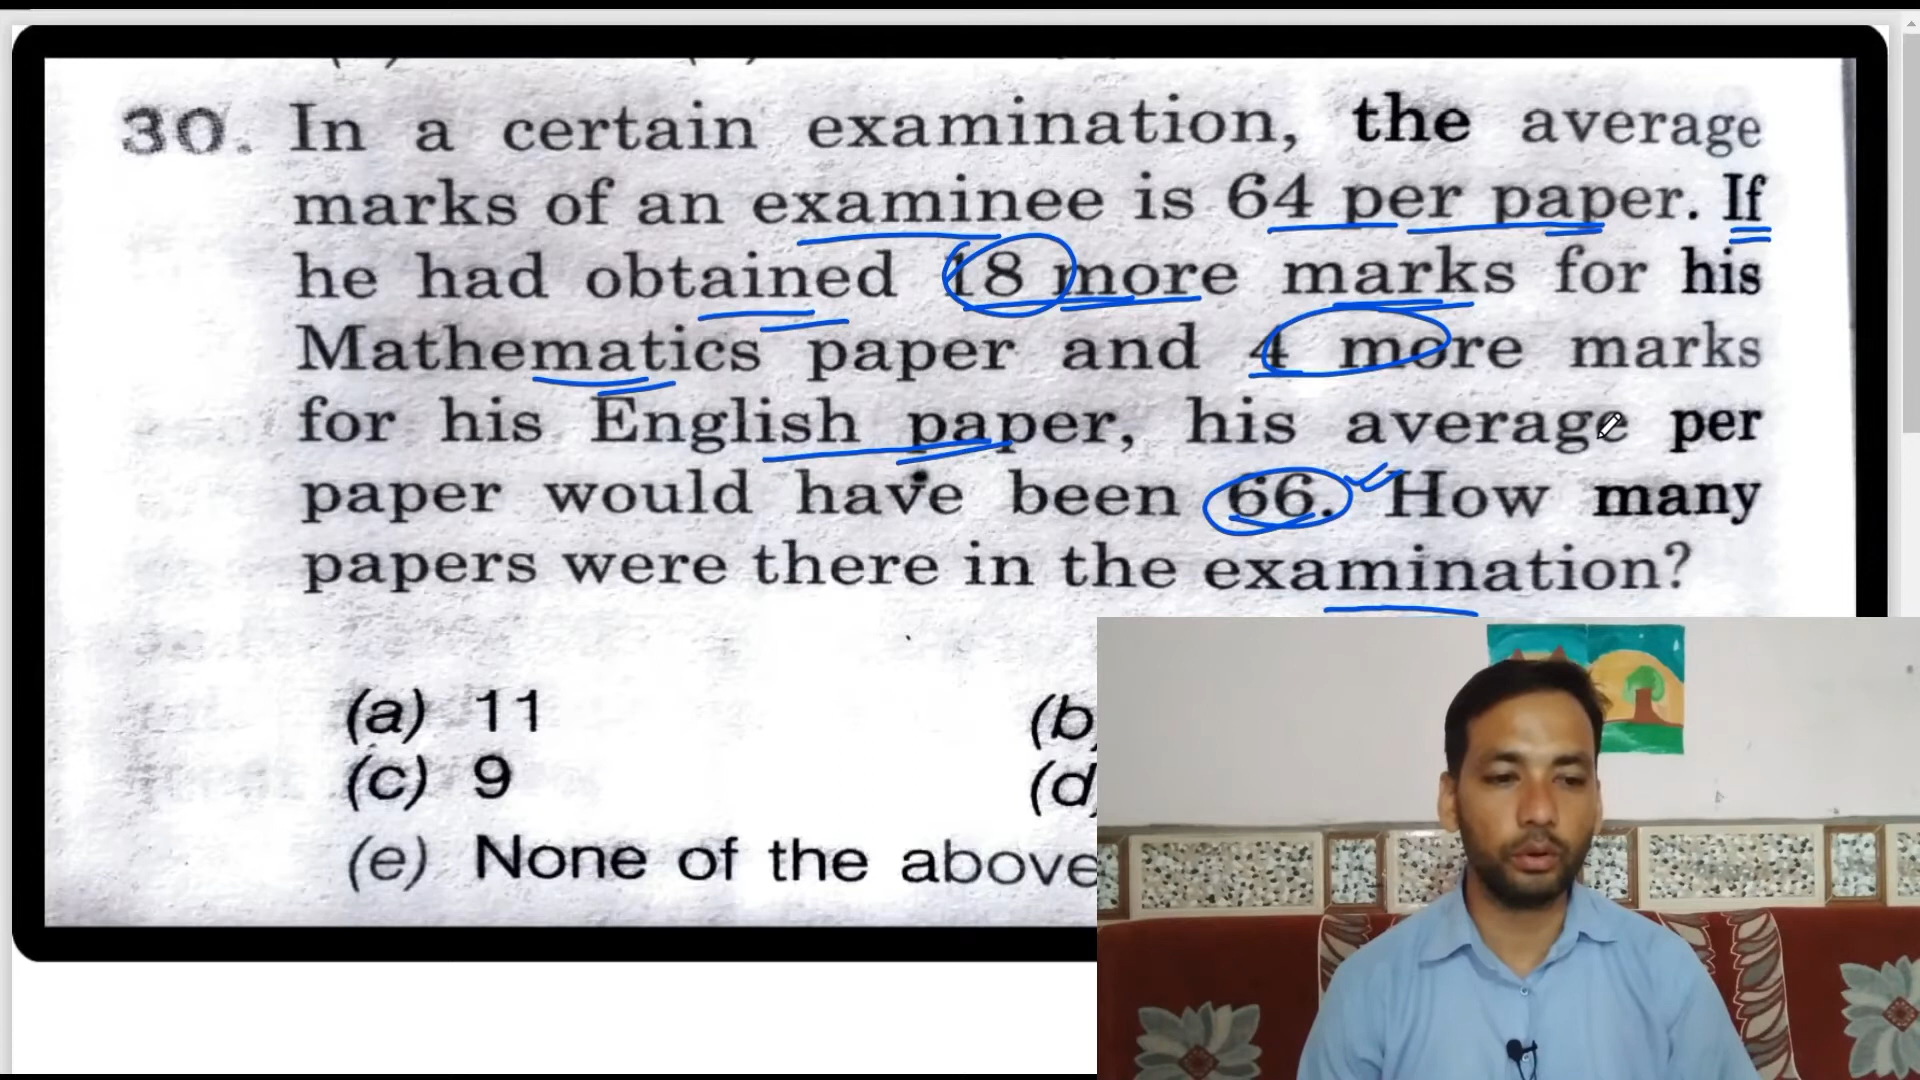 30. In a certain examination, the average
marks of an examinee is 64 per paper. If
he had obtained 18 more marks for his
Mathematics paper and 4 more marks
for his English paper, his average per
paper would have been 66. How many
papers were there in the examination?
(a) 11
(b)
(c) 9
(d)
(e) None of the above